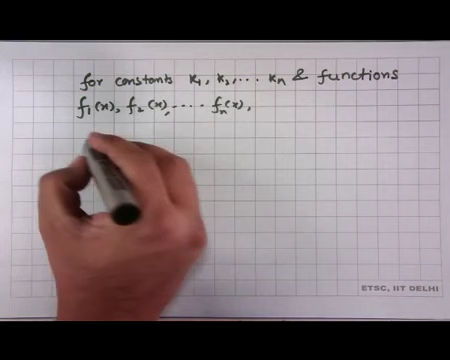 for constants k₁, k₂, ... kₙ & functions
f₁(x), f₂(x), .... fₙ(x),
ETSC, IIT DELHI